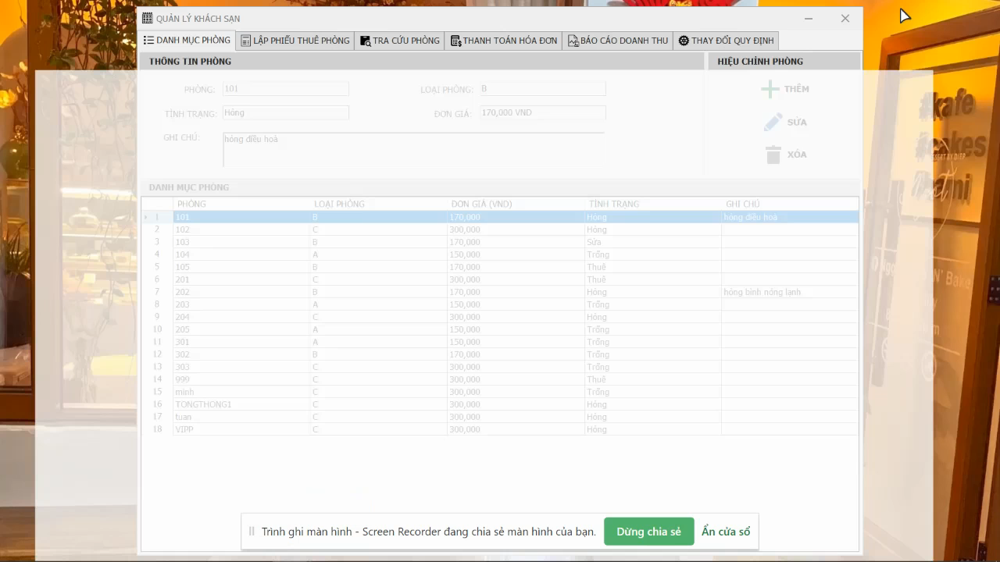 QUẢN LÝ KHÁCH SẠN
DANH MỤC PHÒNG LẬP PHIẾU THUÊ PHÒNG TRA CỨU PHÒNG THANH TOÁN HÓA ĐƠN BÁO CÁO DOANH THU THAY ĐỔI QUY ĐỊNH
THÔNG TIN PHÒNG HIỆU CHỈNH PHÒNG
PHÒNG: 101 LOẠI PHÒNG: B THÊM
TÌNH TRẠNG: Hỏng ĐƠN GIÁ: 170,000 VND SỬA
GHI CHÚ: hỏng điều hoà XÓA
DANH MỤC PHÒNG
PHÒNG LOẠI PHÒNG ĐƠN GIÁ (VND) TÌNH TRẠNG GHI CHÚ
1 101 B 170,000 Hỏng hỏng điều hoà
2 102 C 300,000 Hỏng
3 103 B 170,000 Sửa
4 104 A 150,000 Trống
5 105 B 170,000 Thuê
6 201 C 300,000 Thuê
7 202 B 170,000 Hỏng hỏng bình nóng lạnh
8 203 A 150,000 Trống
9 204 C 300,000 Hỏng
10 205 A 150,000 Trống
11 301 A 150,000 Trống
12 302 B 170,000 Trống
13 303 C 300,000 Trống
14 999 C 300,000 Thuê
15 minh C 300,000 Trống
16 TONGTHONG1 C 300,000 Hỏng
17 tuan C 300,000 Hỏng
18 VIPP C 300,000 Hỏng
Trình ghi màn hình - Screen Recorder đang chia sẻ màn hình của bạn. Dừng chia sẻ Ẩn cửa sổ
#kafe
#cakes